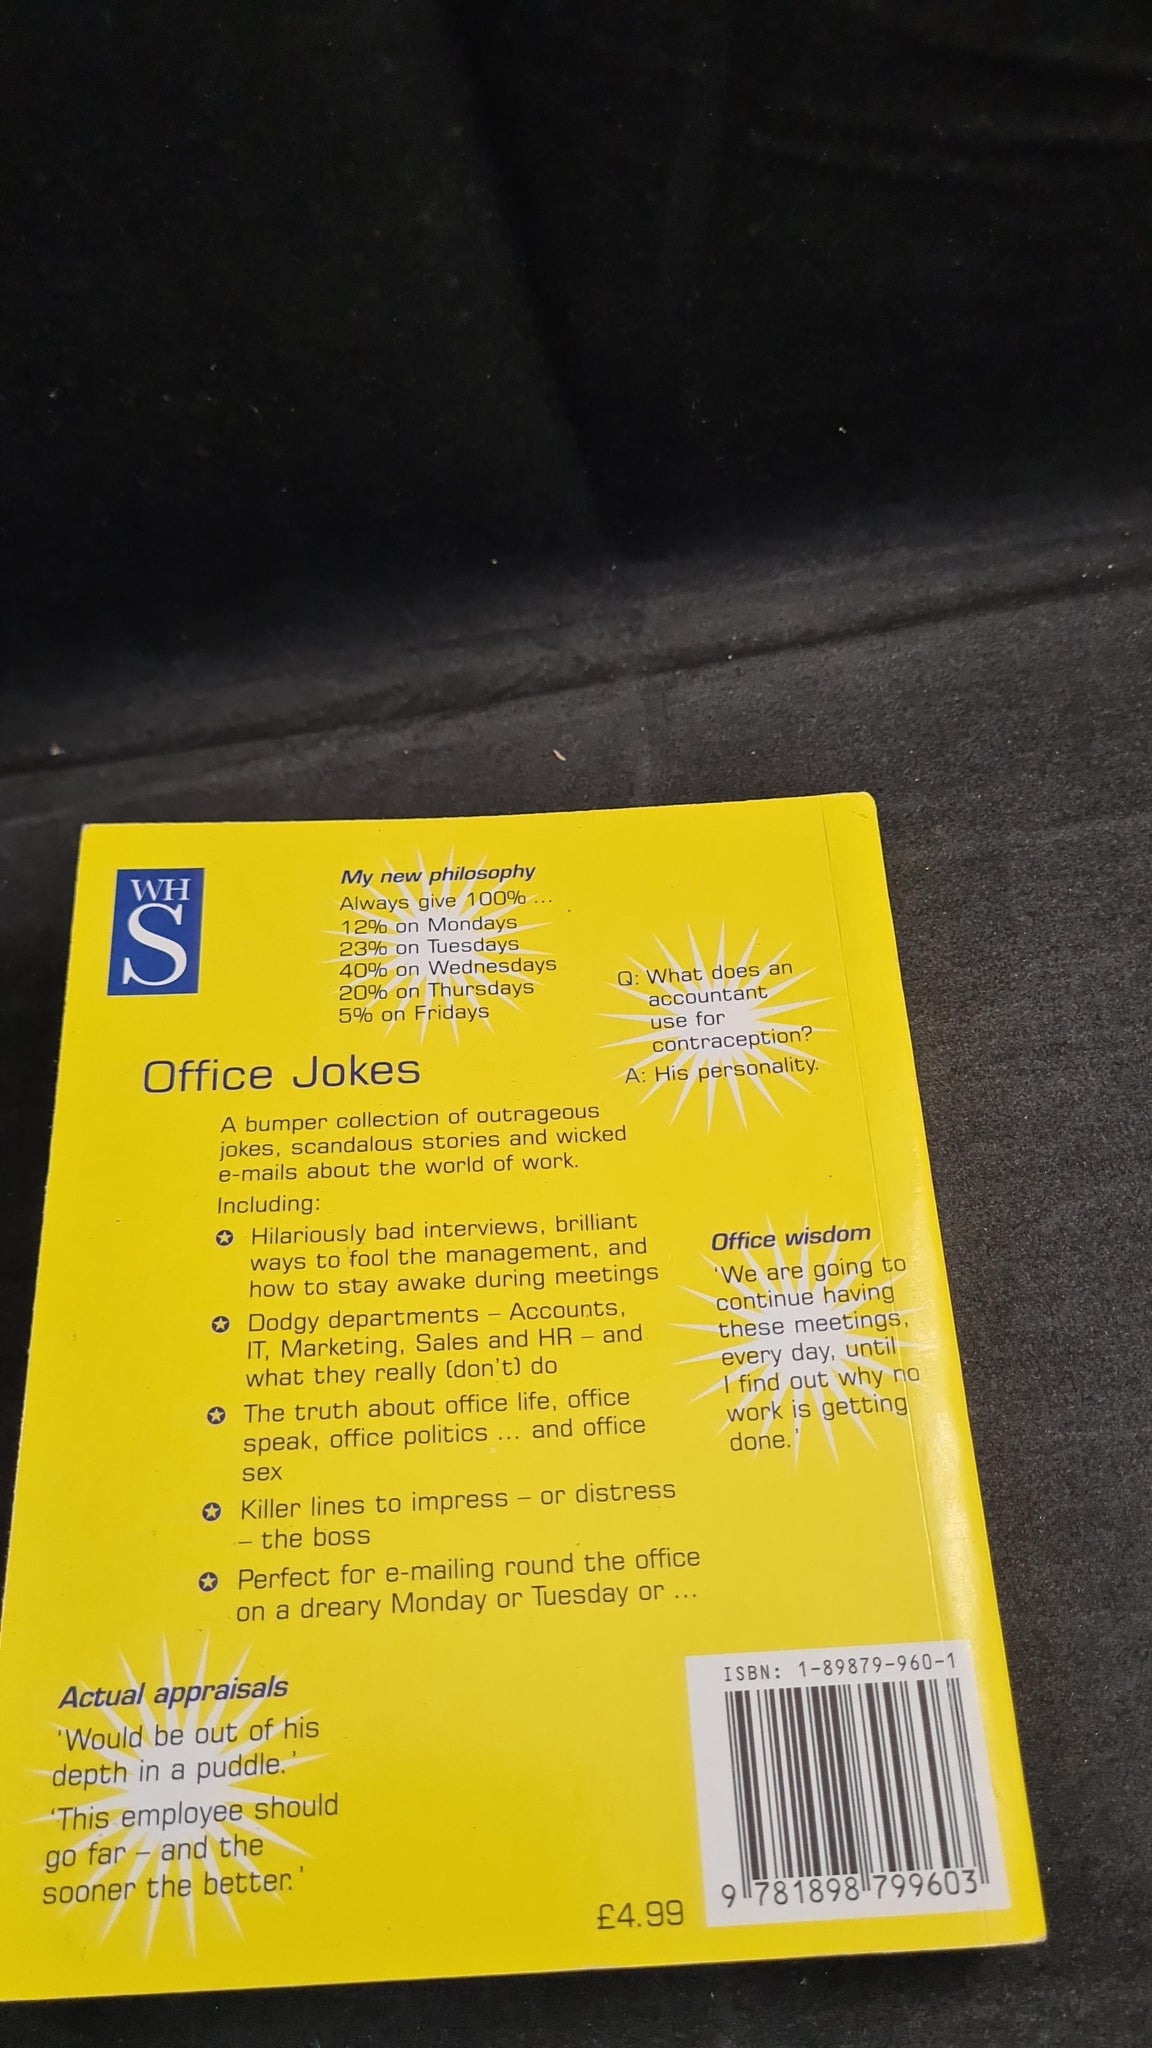 WH
S
My new philosophy
Always give 100% ...
12% on Mondays
23% on Tuesdays
40% on Wednesdays
20% on Thursdays
5% on Fridays
Q: What does an
accountant
use for
contraception?
A: His personality.
Office Jokes
A bumper collection of outrageous
jokes, scandalous stories and wicked
e-mails about the world of work.
Including:
Hilariously bad interviews, brilliant
ways to fool the management, and
how to stay awake during meetings
Dodgy departments – Accounts,
IT, Marketing, Sales and HR – and
what they really (don't) do
The truth about office life, office
speak, office politics ... and office
sex
Killer lines to impress – or distress
– the boss
Perfect for e-mailing round the office
on a dreary Monday or Tuesday or ...
Office wisdom
'We are going to
continue having
these meetings,
every day, until
I find out why no
work is getting
done.'
Actual appraisals
'Would be out of his
depth in a puddle.'
'This employee should
go far – and the
sooner the better.'
£4.99
ISBN: 1-89879-960-1
9 781898 799603